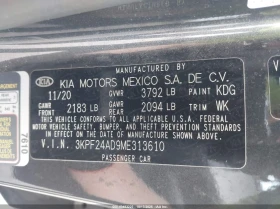 KIA KIA MOTORS MEXICO S.A. DE C.V.
11/20 GVWR 3792 LB PAINT KDG
GAWR FRONT 2183 LB GAWR REAR 2094 LB TRIM WK
THIS VEHICLE CONFORMS TO ALL APPLICABLE
U.S. FEDERAL MOTOR VEHICLE SAFETY, BUMPER,
AND THEFT PREVENTION STANDARDS IN EFFECT ON
THE DATE OF MANUFACTURE SHOWN ABOVE.
V.I.N. 3KPF24AD9ME313610
PASSENGER CAR
7610